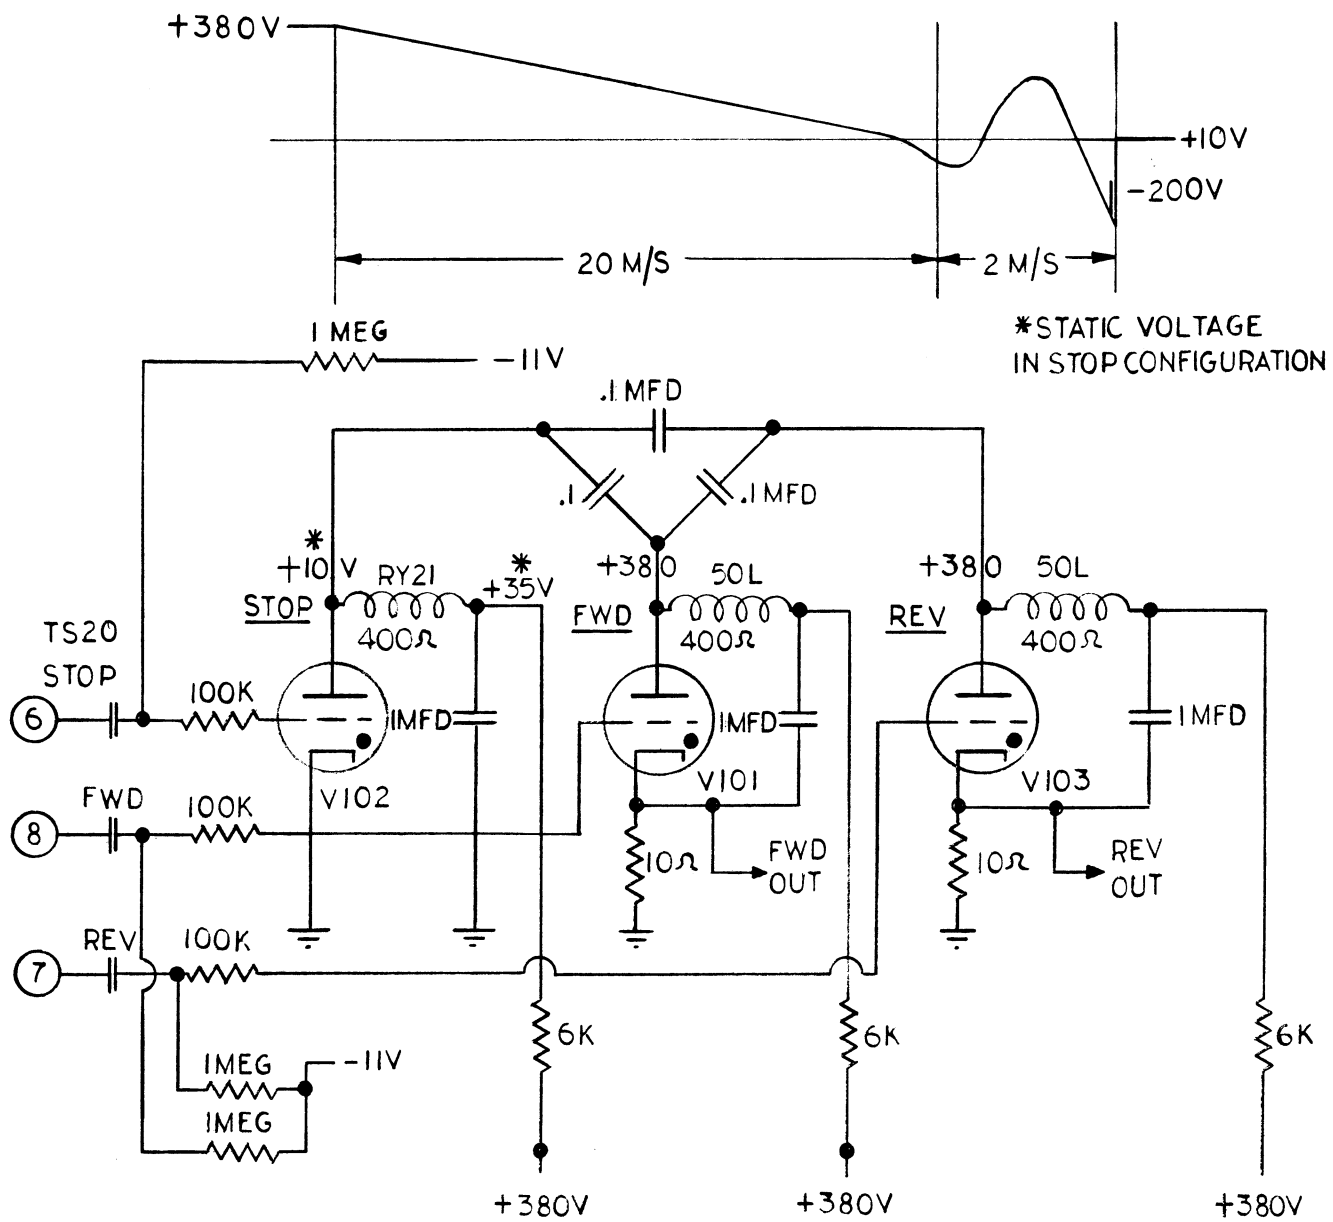 +380V
+10V
-200V
20 M/S
2 M/S
*STATIC VOLTAGE
IN STOP CONFIGURATION
1 MEG
-11V
.1 MFD
.1
.1 MFD
*
+10V
STOP
RY21
400Ω
*
+35V
+380
FWD
50L
400Ω
+380
REV
50L
400Ω
TS20
STOP
6
100K
1MFD
V102
1MFD
V101
1MFD
V103
FWD
8
100K
10Ω
FWD
OUT
10Ω
REV
OUT
REV
7
100K
6K
6K
6K
1MEG
-11V
1MEG
+380V
+380V
+380V